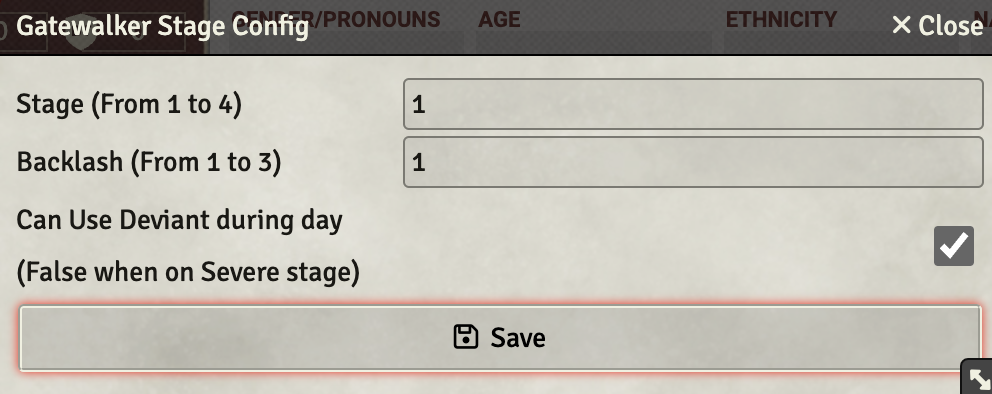 GENDER/PRONOUNS AGE ETHNICITY
Gatewalker Stage Config Close
Stage (From 1 to 4) 1
Backlash (From 1 to 3) 1
Can Use Deviant during day
(False when on Severe stage)
Save